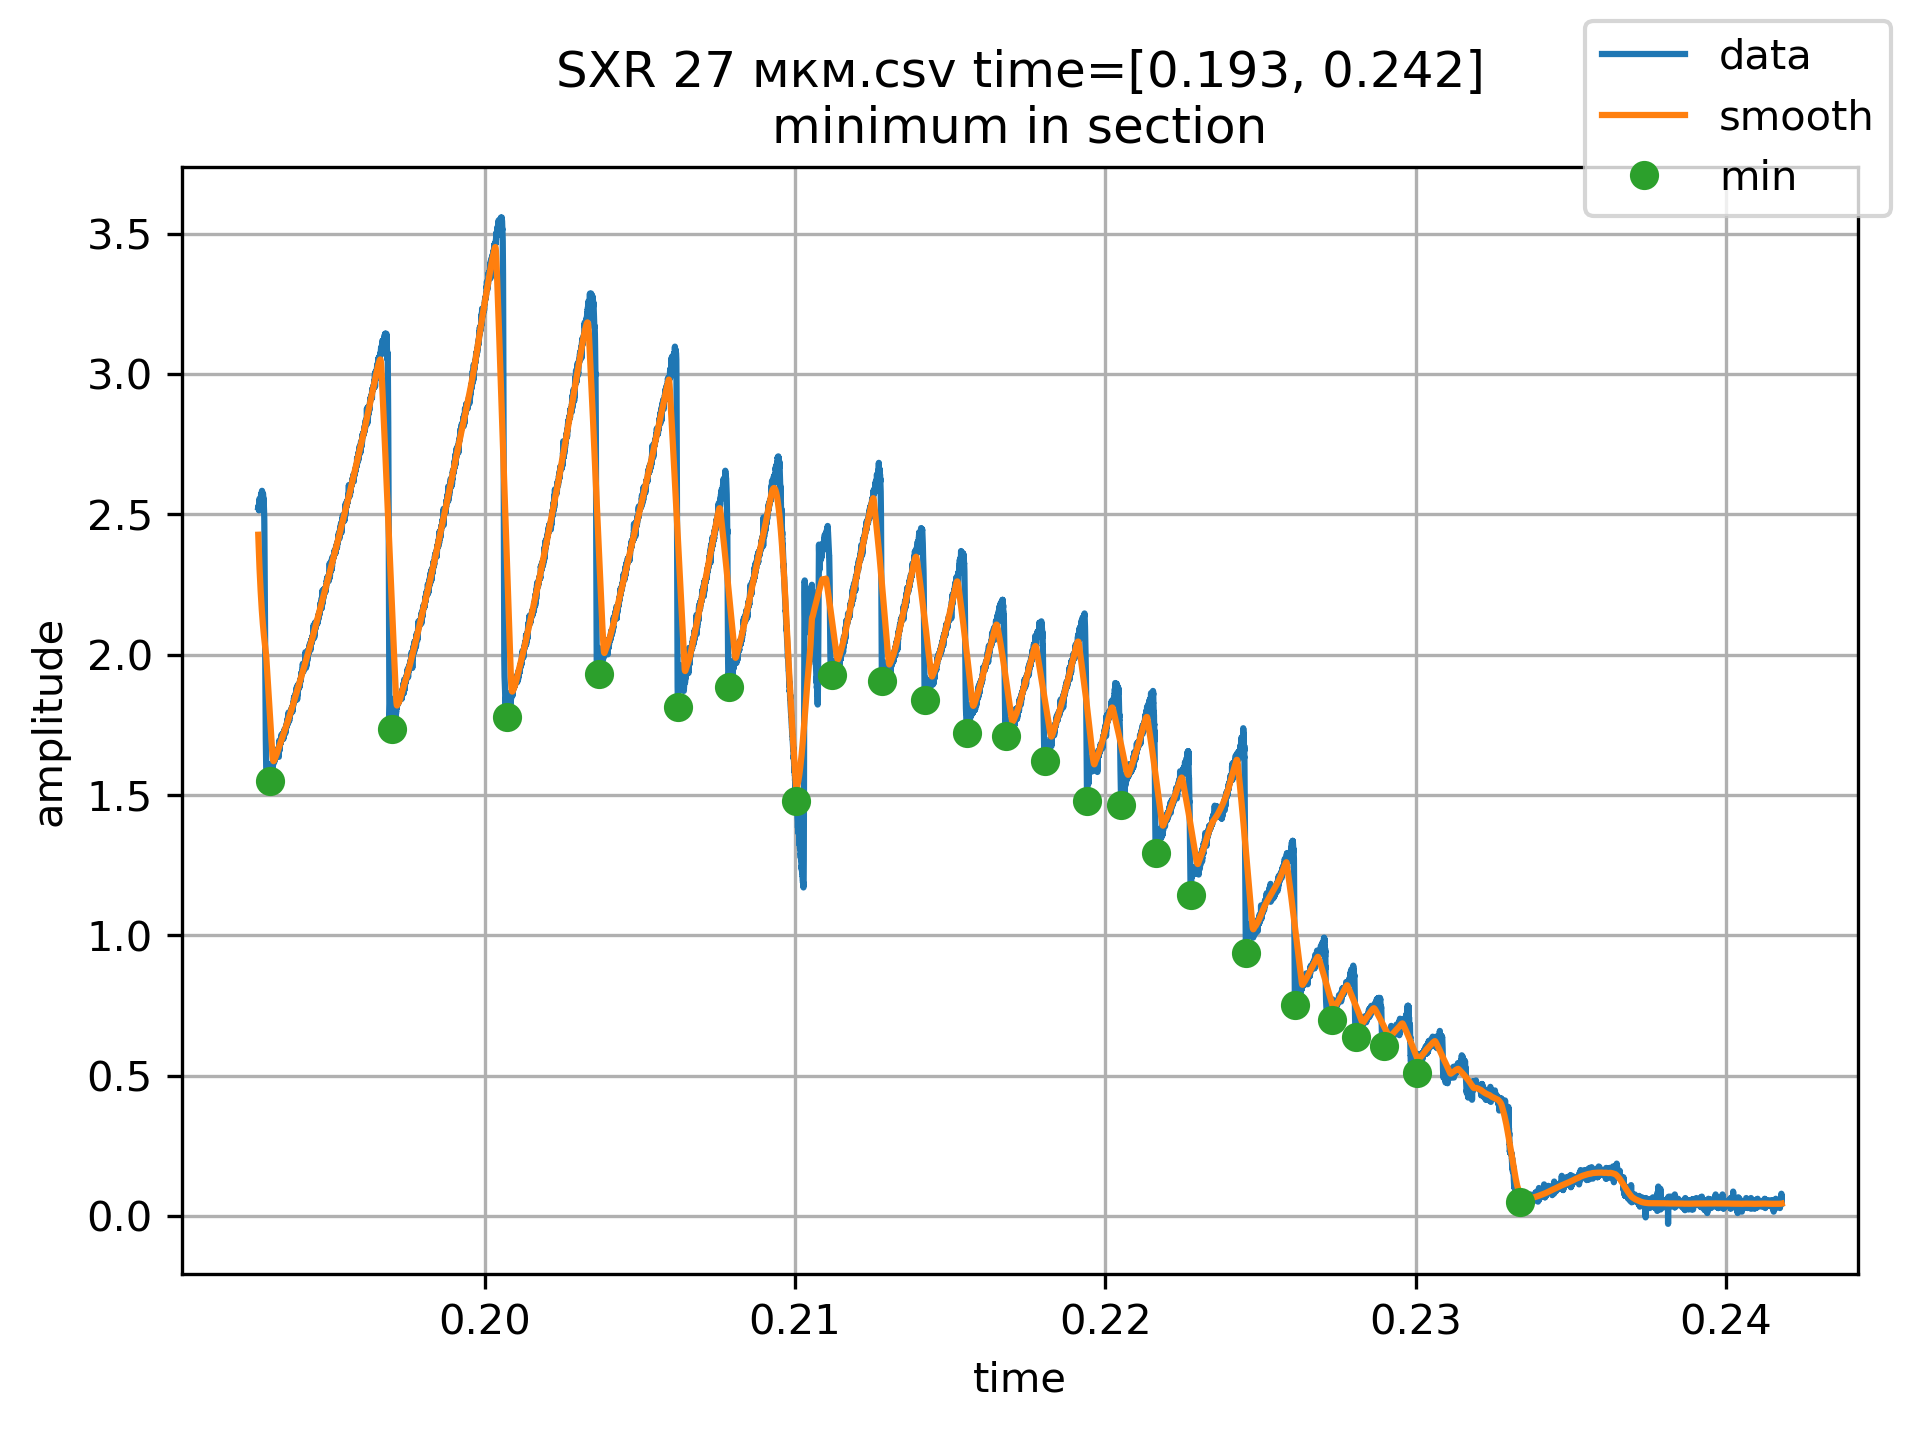 SXR 27 мкм.csv time=[0.193, 0.242]
minimum in section
data
smooth
min
amplitude
3.5
3.0
2.5
2.0
1.5
1.0
0.5
0.0
0.20
0.21
0.22
0.23
0.24
time